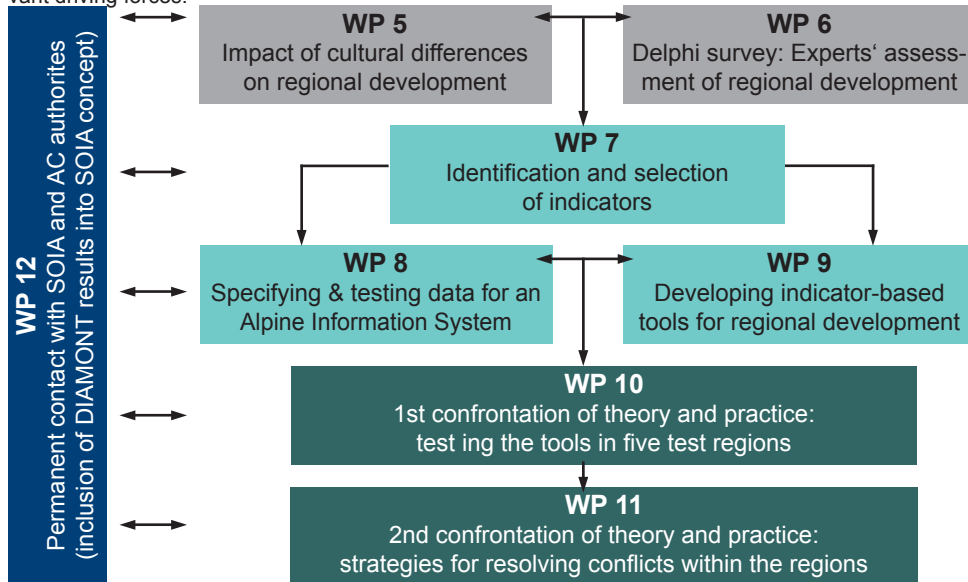 vant driving forces.
WP 12
Permanent contact with SOIA and AC authorites
(inclusion of DIAMONT results into SOIA concept)
WP 5
Impact of cultural differences
on regional development
WP 6
Delphi survey: Experts‘ assess-
ment of regional development
WP 7
Identification and selection
of indicators
WP 8
Specifying & testing data for an
Alpine Information System
WP 9
Developing indicator-based
tools for regional development
WP 10
1st confrontation of theory and practice:
test ing the tools in five test regions
WP 11
2nd confrontation of theory and practice:
strategies for resolving conflicts within the regions